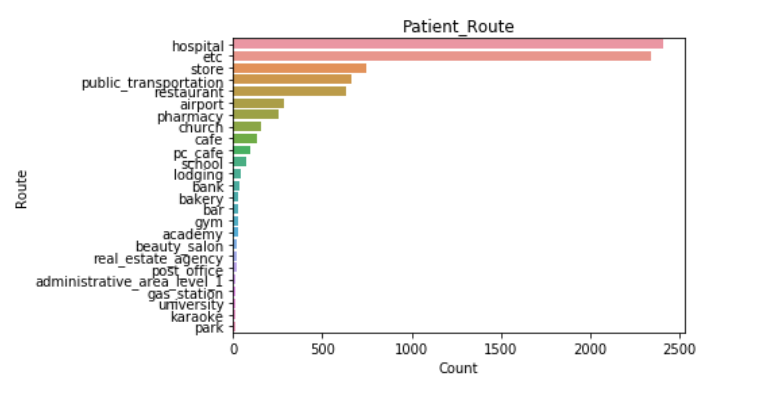 Patient_Route
hospital
etc
store
public_transportation
restaurant
airport
pharmacy
church
cafe
pc_cafe
school
lodging
bank
bakery
bar
gym
academy
beauty_salon
real_estate_agency
post_office
administrative_area_level_1
gas_station
university
karaoke
park
Route
0 500 1000 1500 2000 2500
Count